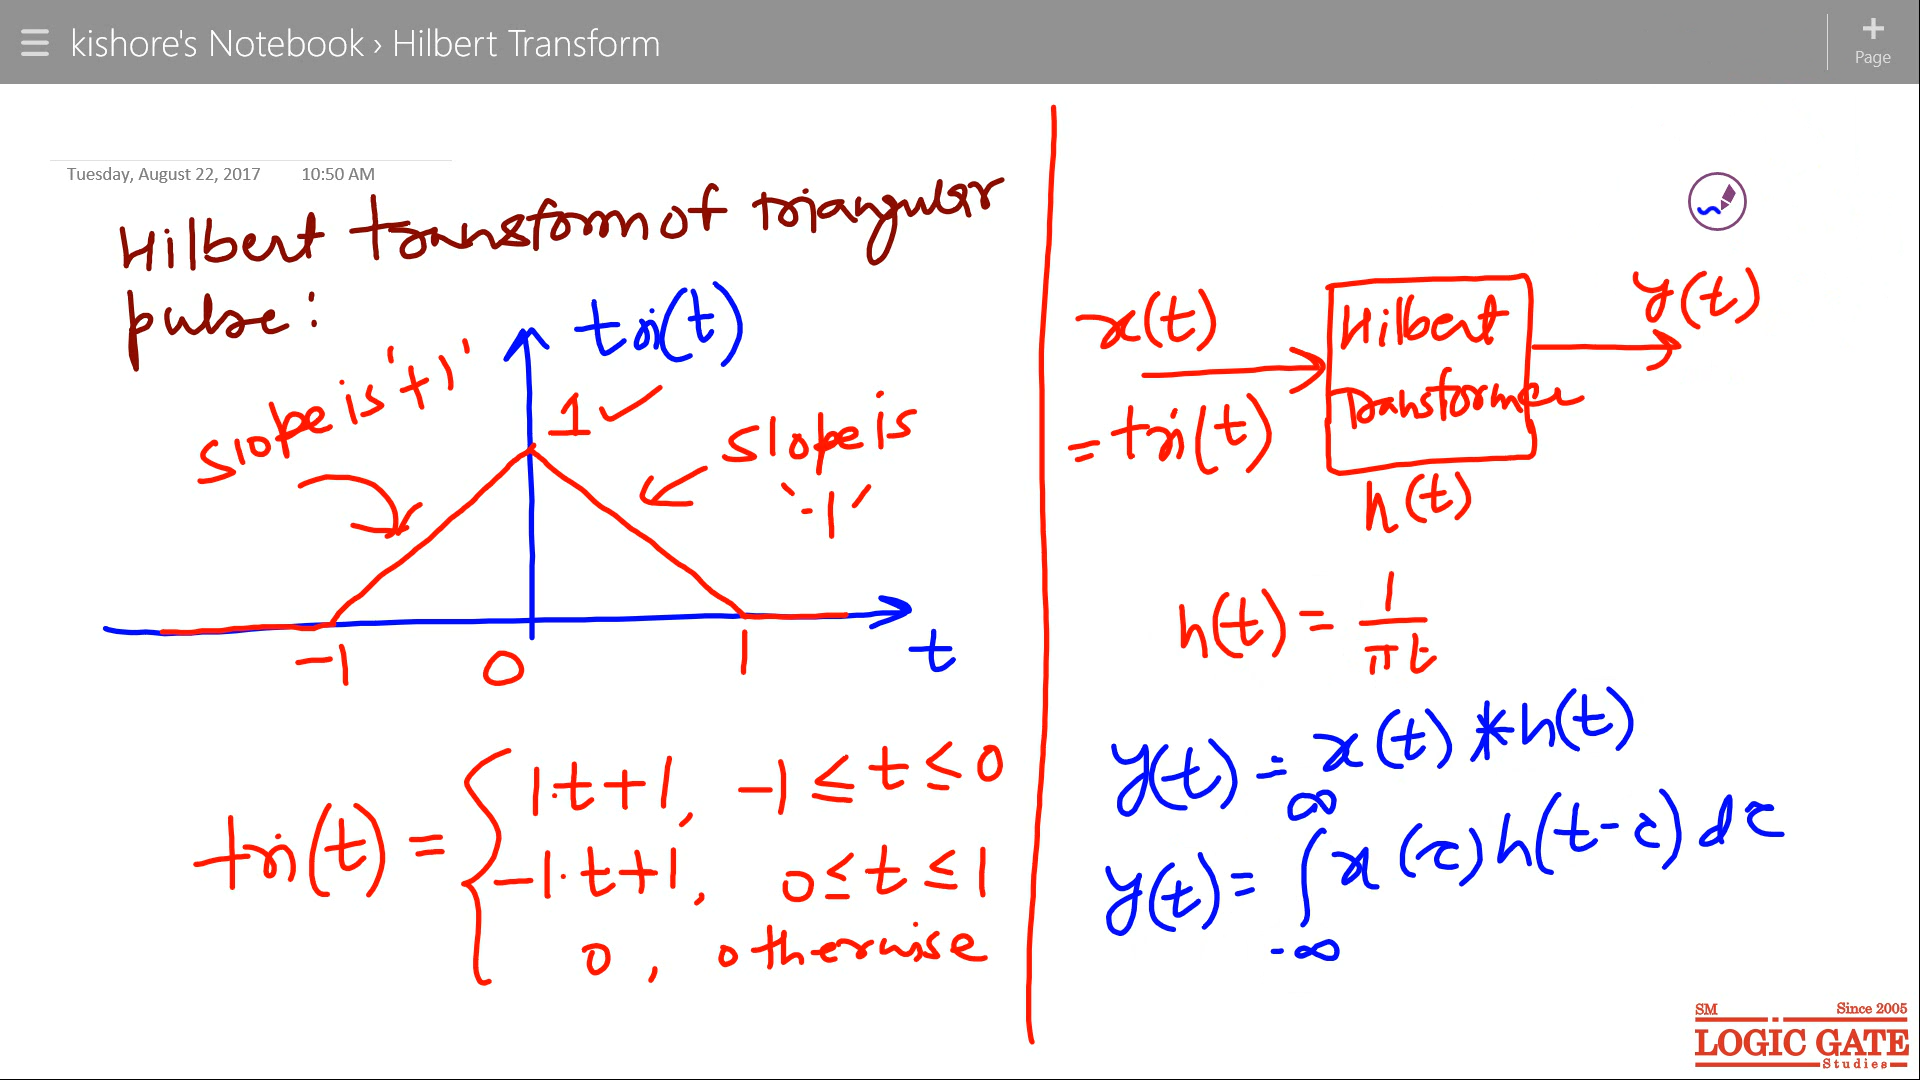 kishore's Notebook › Hilbert Transform
+
Page
Tuesday, August 22, 2017 10:50 AM
Hilbert transform of triangular
pulse:
tri(t)
slope is '+1'
1 ✓
slope is
'-1'
-1 0 1 t
tri(t) = { 1·t+1, -1 ≤ t ≤ 0
-1·t+1, 0 ≤ t ≤ 1
0, otherwise
x(t)
= tri(t)
Hilbert
Transformer
y(t)
h(t)
h(t) = 1/πt
y(t) = x(t) * h(t)
y(t) = ∫_{-∞}^{∞} x(τ) h(t-τ) dτ
SM Since 2005
LOGIC GATE
Studies